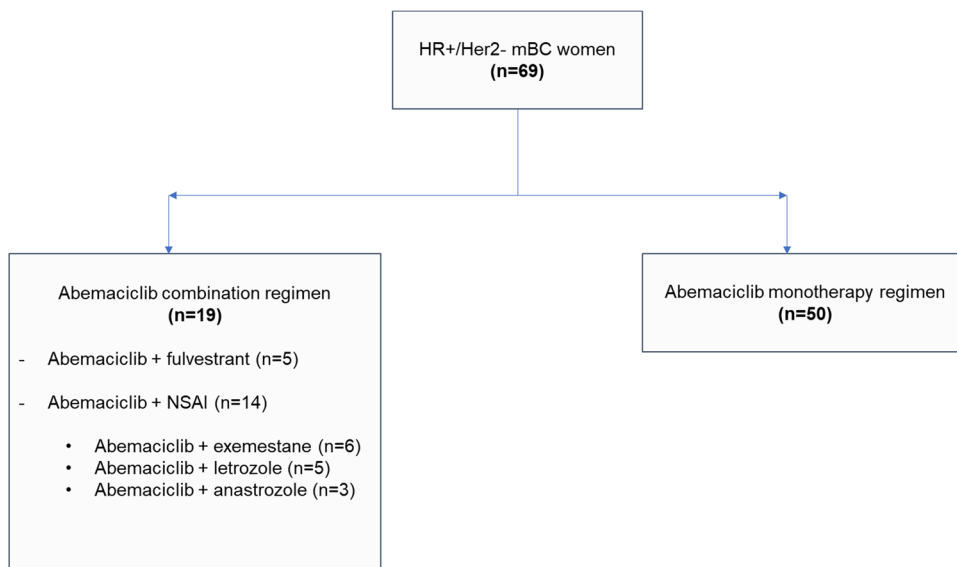 HR+/Her2- mBC women
(n=69)
Abemaciclib combination regimen
(n=19)
- Abemaciclib + fulvestrant (n=5)
- Abemaciclib + NSAI (n=14)
• Abemaciclib + exemestane (n=6)
• Abemaciclib + letrozole (n=5)
• Abemaciclib + anastrozole (n=3)
Abemaciclib monotherapy regimen
(n=50)